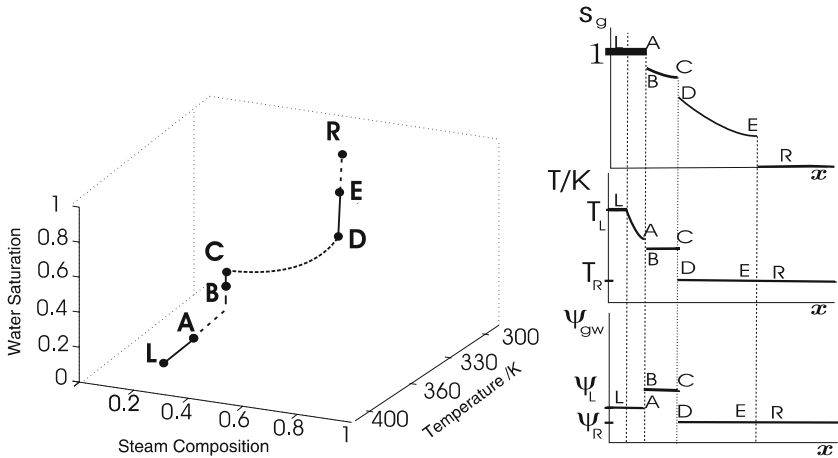 R
E
D
C
B
A
L
1
0.8
0.6
0.4
0.2
0
Water Saturation
0.2
0.4
0.6
0.8
1
Steam Composition
400
360
330
300
Temperature /K
S_g
1
L
A
B
C
D
E
R
x
T/K
T_L
T_R
L
A
B
C
D
E
R
x
Ψ_gw
Ψ_L
Ψ_R
L
A
B
C
D
E
R
x